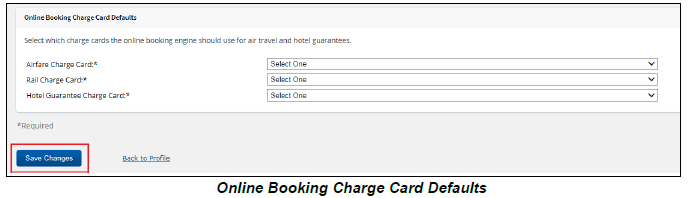 Online Booking Charge Card Defaults
Select which charge cards the online booking engine should use for air travel and hotel guarantees.
Airfare Charge Card:* Select One
Rail Charge Card:* Select One
Hotel Guarantee Charge Card:* Select One
*Required
Save Changes Back to Profile
Online Booking Charge Card Defaults